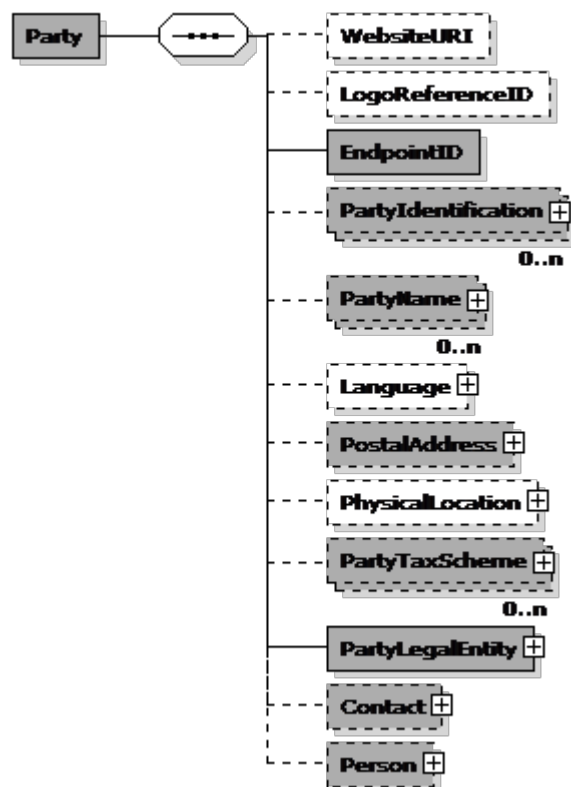 Party
WebsiteURI
LogoReferenceID
EndpointID
PartyIdentification
0..n
PartyName
0..n
Language
PostalAddress
PhysicalLocation
PartyTaxScheme
0..n
PartyLegalEntity
Contact
Person